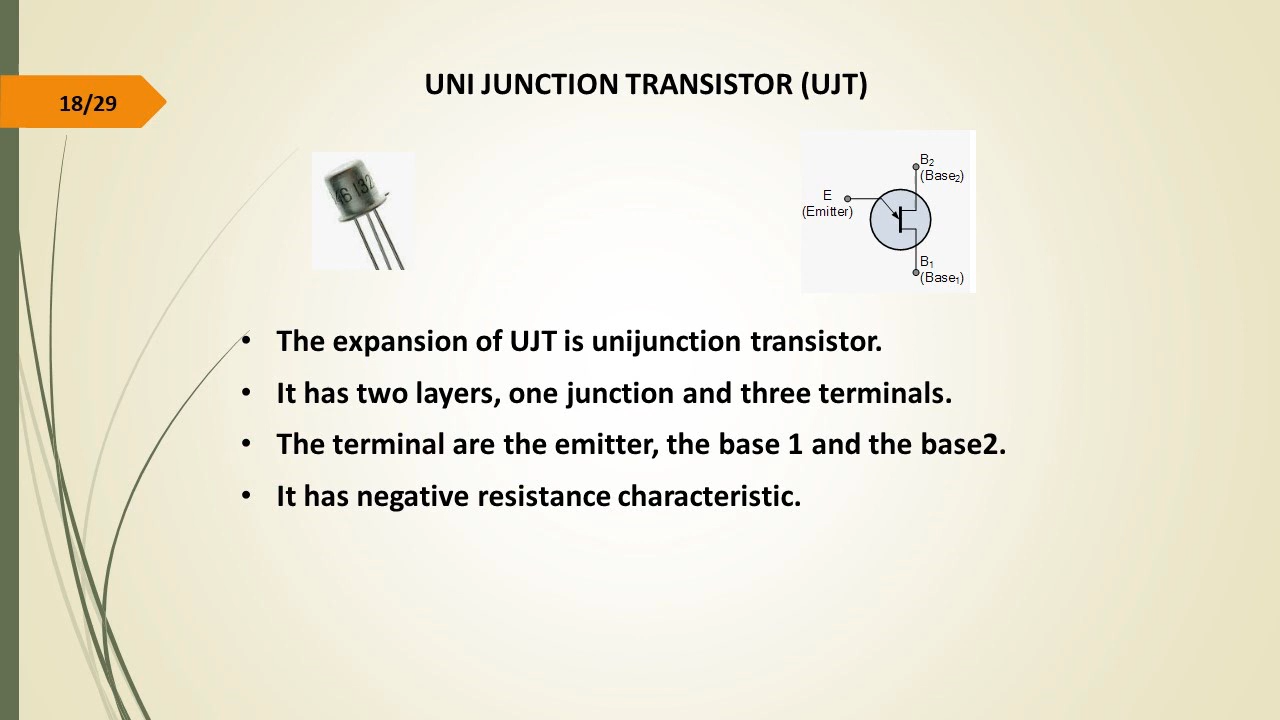 UNI JUNCTION TRANSISTOR (UJT)
18/29
46 132
B2
(Base2)
E
(Emitter)
B1
(Base1)
• The expansion of UJT is unijunction transistor.
• It has two layers, one junction and three terminals.
• The terminal are the emitter, the base 1 and the base2.
• It has negative resistance characteristic.